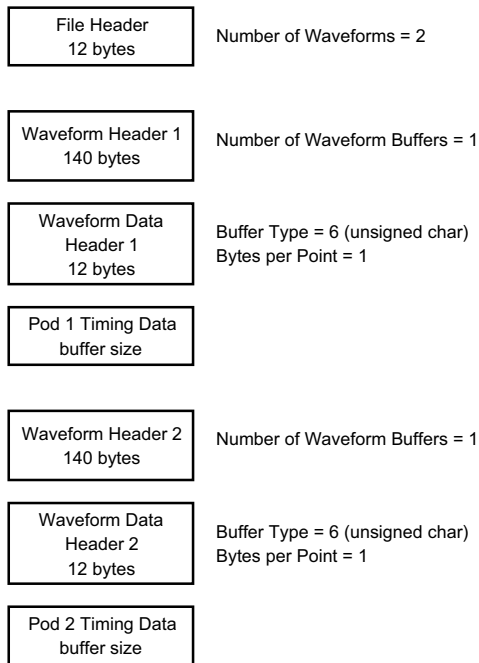 File Header
12 bytes
Number of Waveforms = 2
Waveform Header 1
140 bytes
Number of Waveform Buffers = 1
Waveform Data
Header 1
12 bytes
Buffer Type = 6 (unsigned char)
Bytes per Point = 1
Pod 1 Timing Data
buffer size
Waveform Header 2
140 bytes
Number of Waveform Buffers = 1
Waveform Data
Header 2
12 bytes
Buffer Type = 6 (unsigned char)
Bytes per Point = 1
Pod 2 Timing Data
buffer size